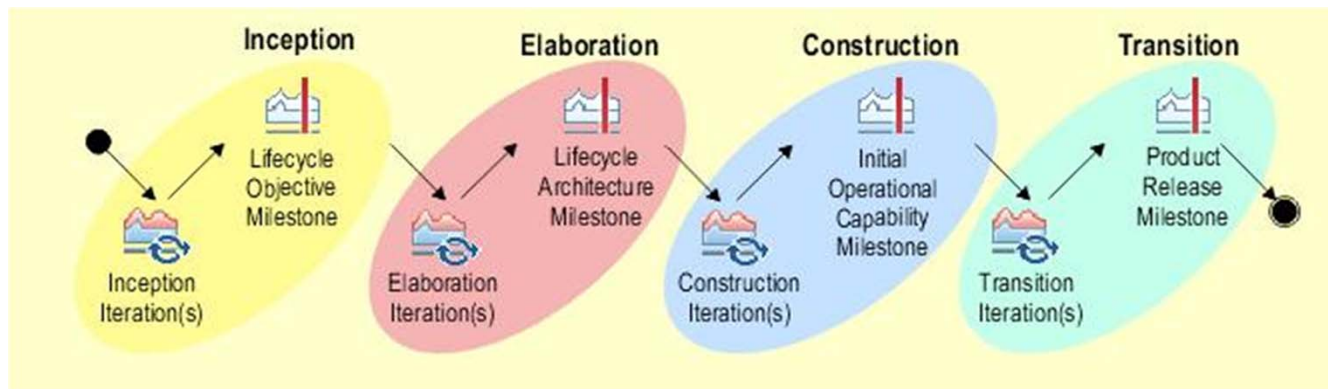 Inception
Elaboration
Construction
Transition
Lifecycle
Objective
Milestone
Inception
Iteration(s)
Lifecycle
Architecture
Milestone
Elaboration
Iteration(s)
Initial
Operational
Capability
Milestone
Construction
Iteration(s)
Product
Release
Milestone
Transition
Iteration(s)